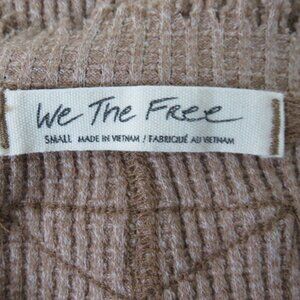 We The Free
SMALL MADE IN VIETNAM / FABRIQUÉ AU VIETNAM